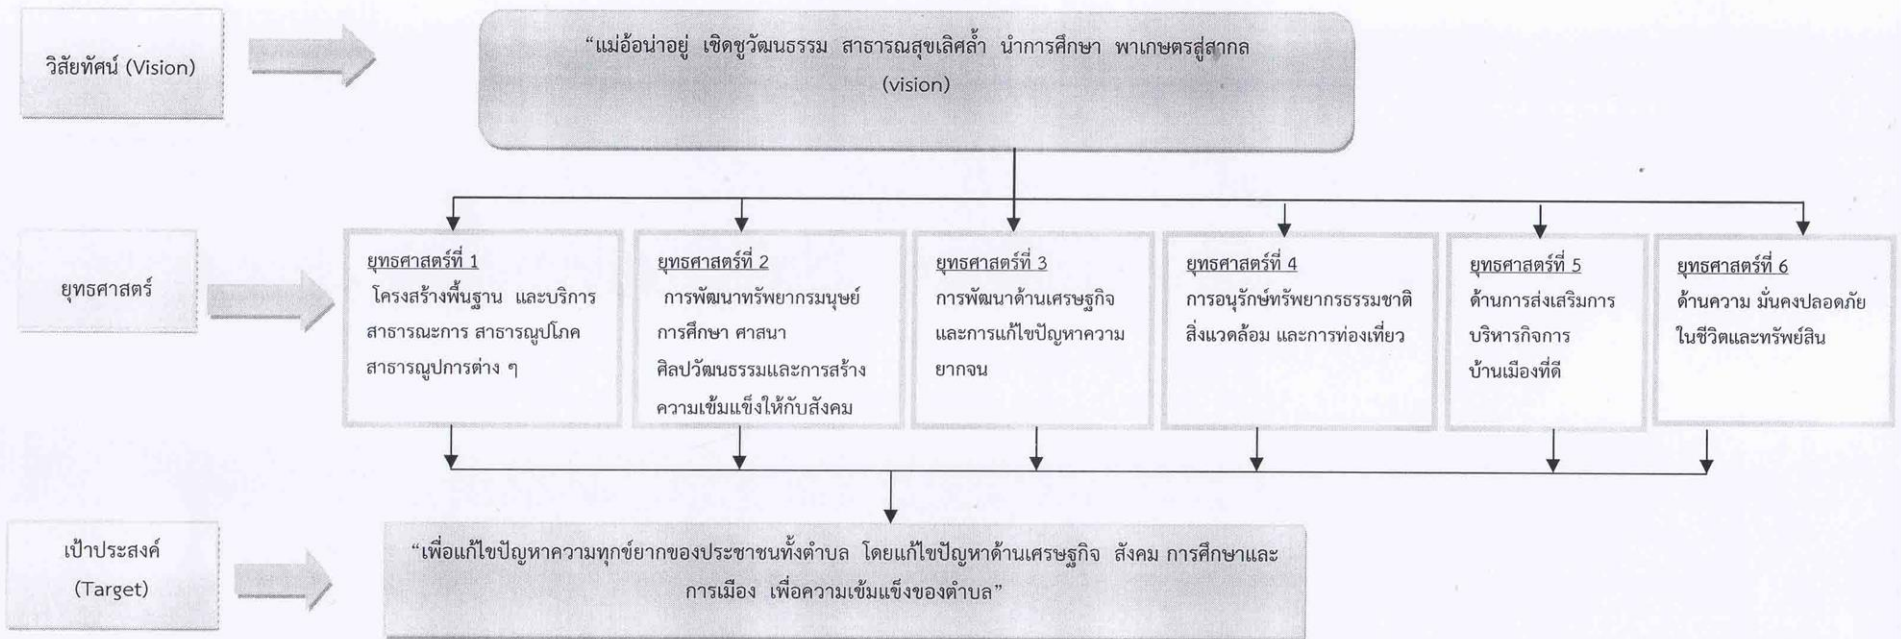 วิสัยทัศน์ (Vision)
“แม่อ้อน่าอยู่ เชิดชูวัฒนธรรม สาธารณสุขเลิศล้ำ นำการศึกษา พาเกษตรสู่สากล
(vision)
ยุทธศาสตร์
ยุทธศาสตร์ที่ 1
โครงสร้างพื้นฐาน และบริการ
สาธารณะการ สาธารณูปโภค
สาธารณูปการต่าง ๆ
ยุทธศาสตร์ที่ 2
การพัฒนาทรัพยากรมนุษย์
การศึกษา ศาสนา
ศิลปวัฒนธรรมและการสร้าง
ความเข้มแข็งให้กับสังคม
ยุทธศาสตร์ที่ 3
การพัฒนาด้านเศรษฐกิจ
และการแก้ไขปัญหาความ
ยากจน
ยุทธศาสตร์ที่ 4
การอนุรักษ์ทรัพยากรธรรมชาติ
สิ่งแวดล้อม และการท่องเที่ยว
ยุทธศาสตร์ที่ 5
ด้านการส่งเสริมการ
บริหารกิจการ
บ้านเมืองที่ดี
ยุทธศาสตร์ที่ 6
ด้านความ มั่นคงปลอดภัย
ในชีวิตและทรัพย์สิน
เป้าประสงค์
(Target)
“เพื่อแก้ไขปัญหาความทุกข์ยากของประชาชนทั้งตำบล โดยแก้ไขปัญหาด้านเศรษฐกิจ สังคม การศึกษาและ
การเมือง เพื่อความเข้มแข็งของตำบล”